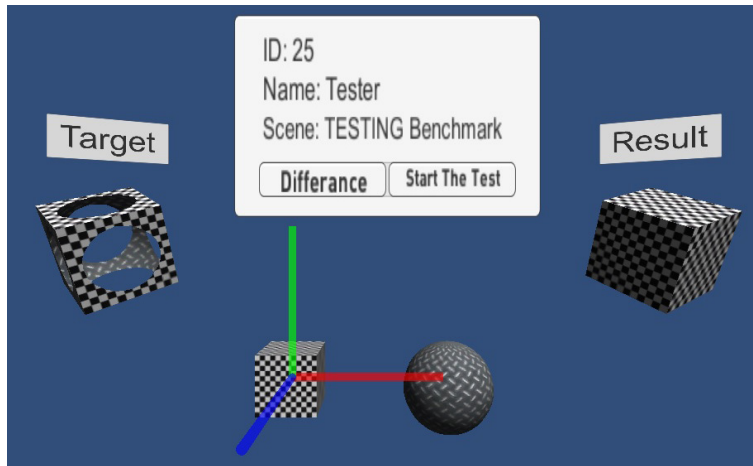 ID: 25
Name: Tester
Scene: TESTING Benchmark
Differance Start The Test
Target
Result